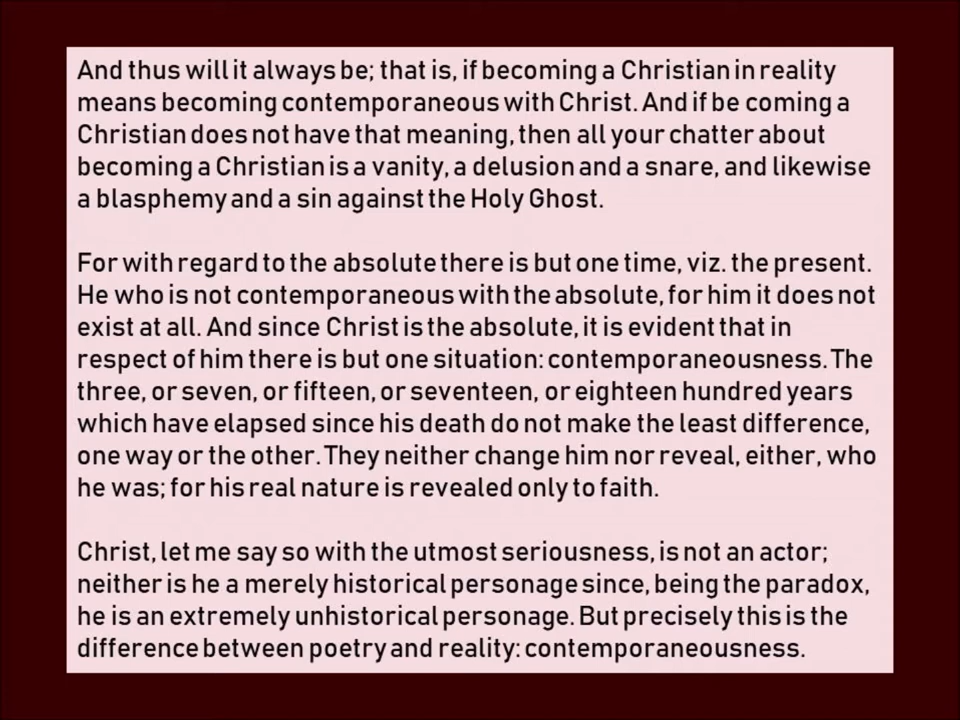 And thus will it always be; that is, if becoming a Christian in reality
means becoming contemporaneous with Christ. And if be coming a
Christian does not have that meaning, then all your chatter about
becoming a Christian is a vanity, a delusion and a snare, and likewise
a blasphemy and a sin against the Holy Ghost.
For with regard to the absolute there is but one time, viz. the present.
He who is not contemporaneous with the absolute, for him it does not
exist at all. And since Christ is the absolute, it is evident that in
respect of him there is but one situation: contemporaneousness. The
three, or seven, or fifteen, or seventeen, or eighteen hundred years
which have elapsed since his death do not make the least difference,
one way or the other. They neither change him nor reveal, either, who
he was; for his real nature is revealed only to faith.
Christ, let me say so with the utmost seriousness, is not an actor;
neither is he a merely historical personage since, being the paradox,
he is an extremely unhistorical personage. But precisely this is the
difference between poetry and reality: contemporaneousness.